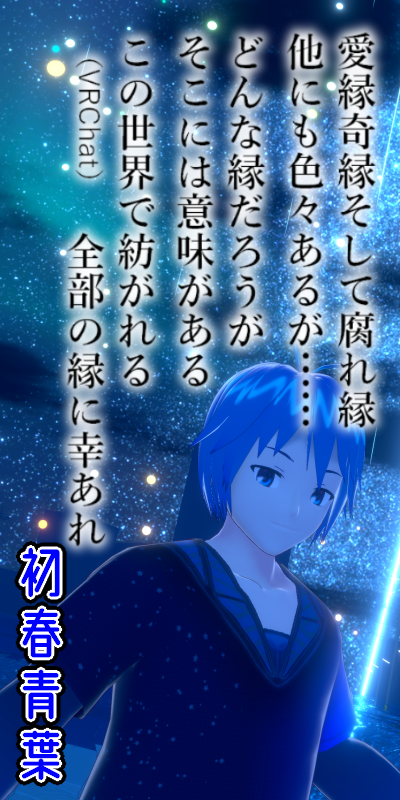 愛縁奇縁そして腐れ縁
他にも色々あるが……
どんな縁だろうが
そこには意味がある
この世界で紡がれる
（VRChat）　全部の縁に幸あれ
初春青葉